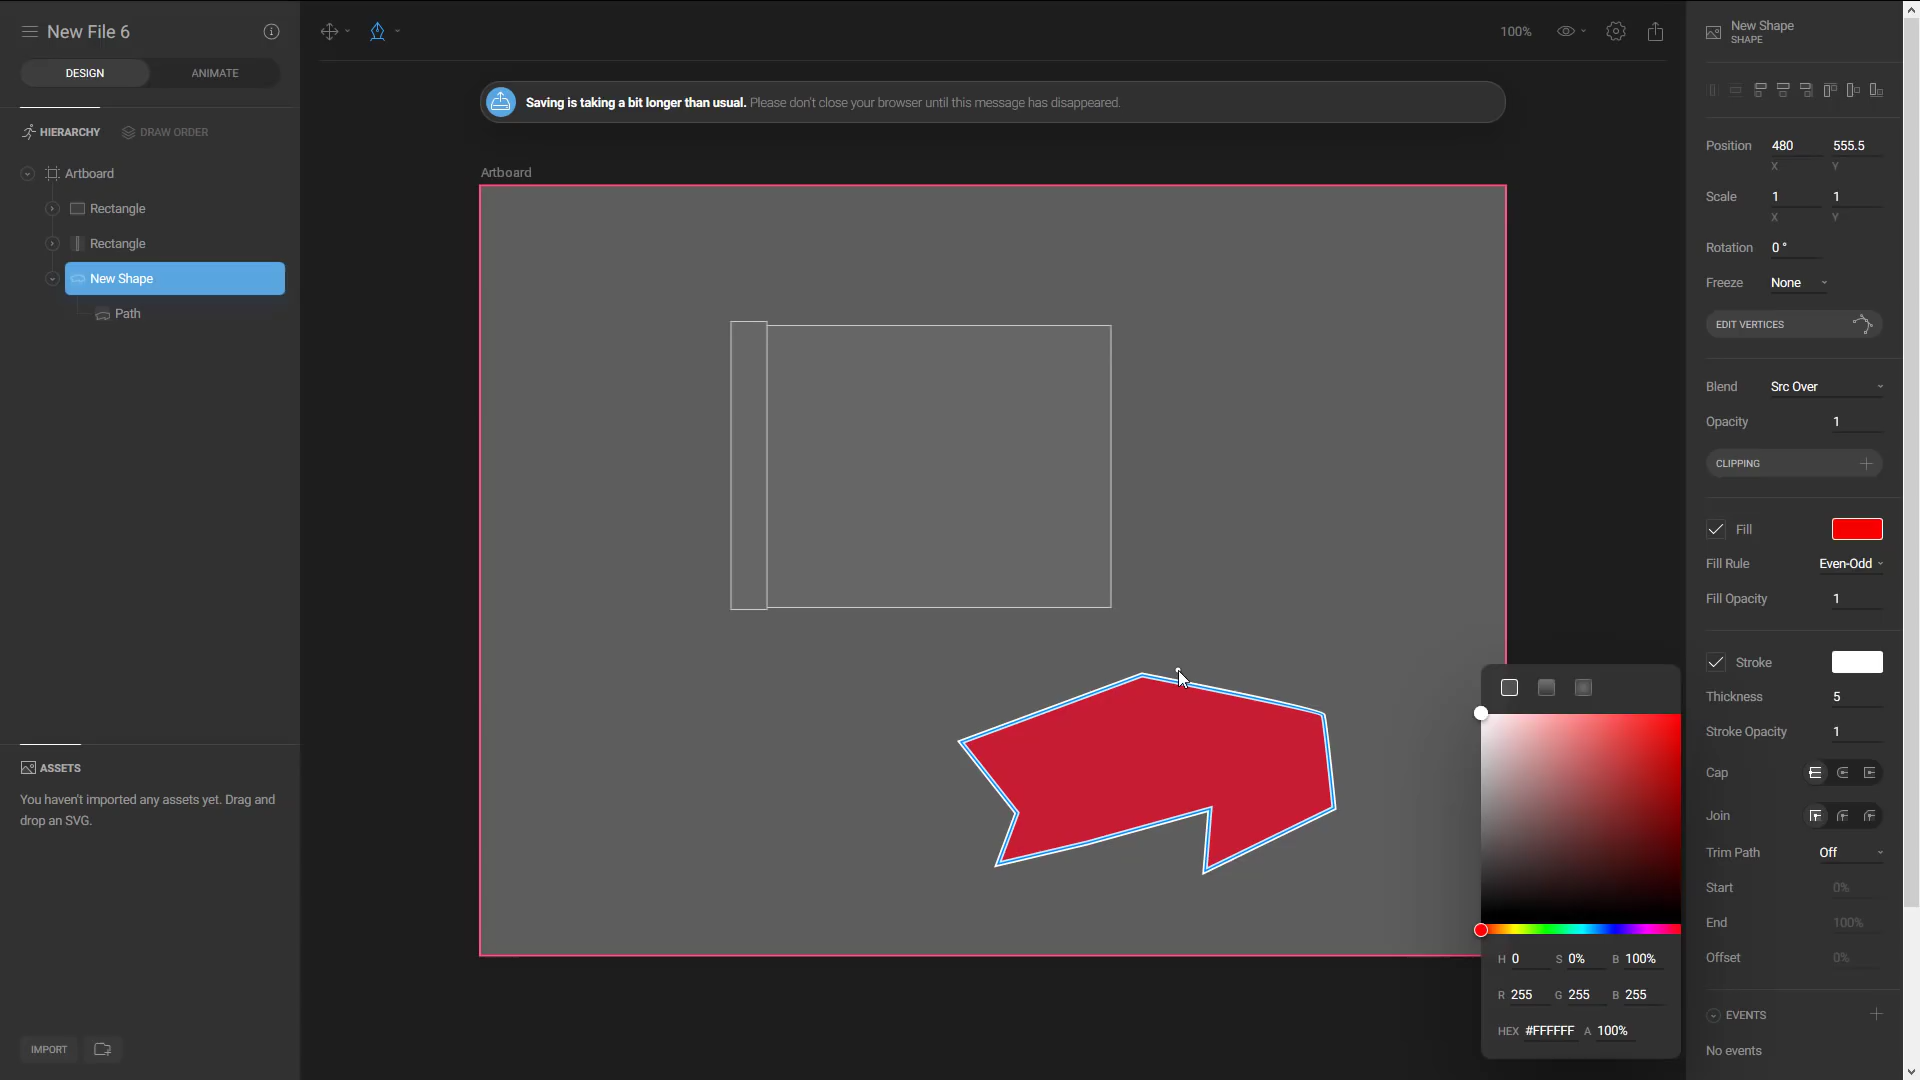 New File 6
DESIGN
ANIMATE
HIERARCHY
DRAW ORDER
Artboard
Rectangle
Rectangle
New Shape
Path
ASSETS
You haven't imported any assets yet. Drag and
drop an SVG.
IMPORT
100%
Saving is taking a bit longer than usual. Please don't close your browser until this message has disappeared.
Artboard
H 0 S 0% B 100%
R 255 G 255 B 255
HEX #FFFFFF A 100%
New Shape
SHAPE
Position 480 555.5
X Y
Scale 1 1
X Y
Rotation 0°
Freeze None
EDIT VERTICES
Blend Src Over
Opacity 1
CLIPPING
Fill
Fill Rule Even-Odd
Fill Opacity 1
Stroke
Thickness 5
Stroke Opacity 1
Cap
Join
Trim Path Off
Start 0%
End 100%
Offset 0%
EVENTS
No events